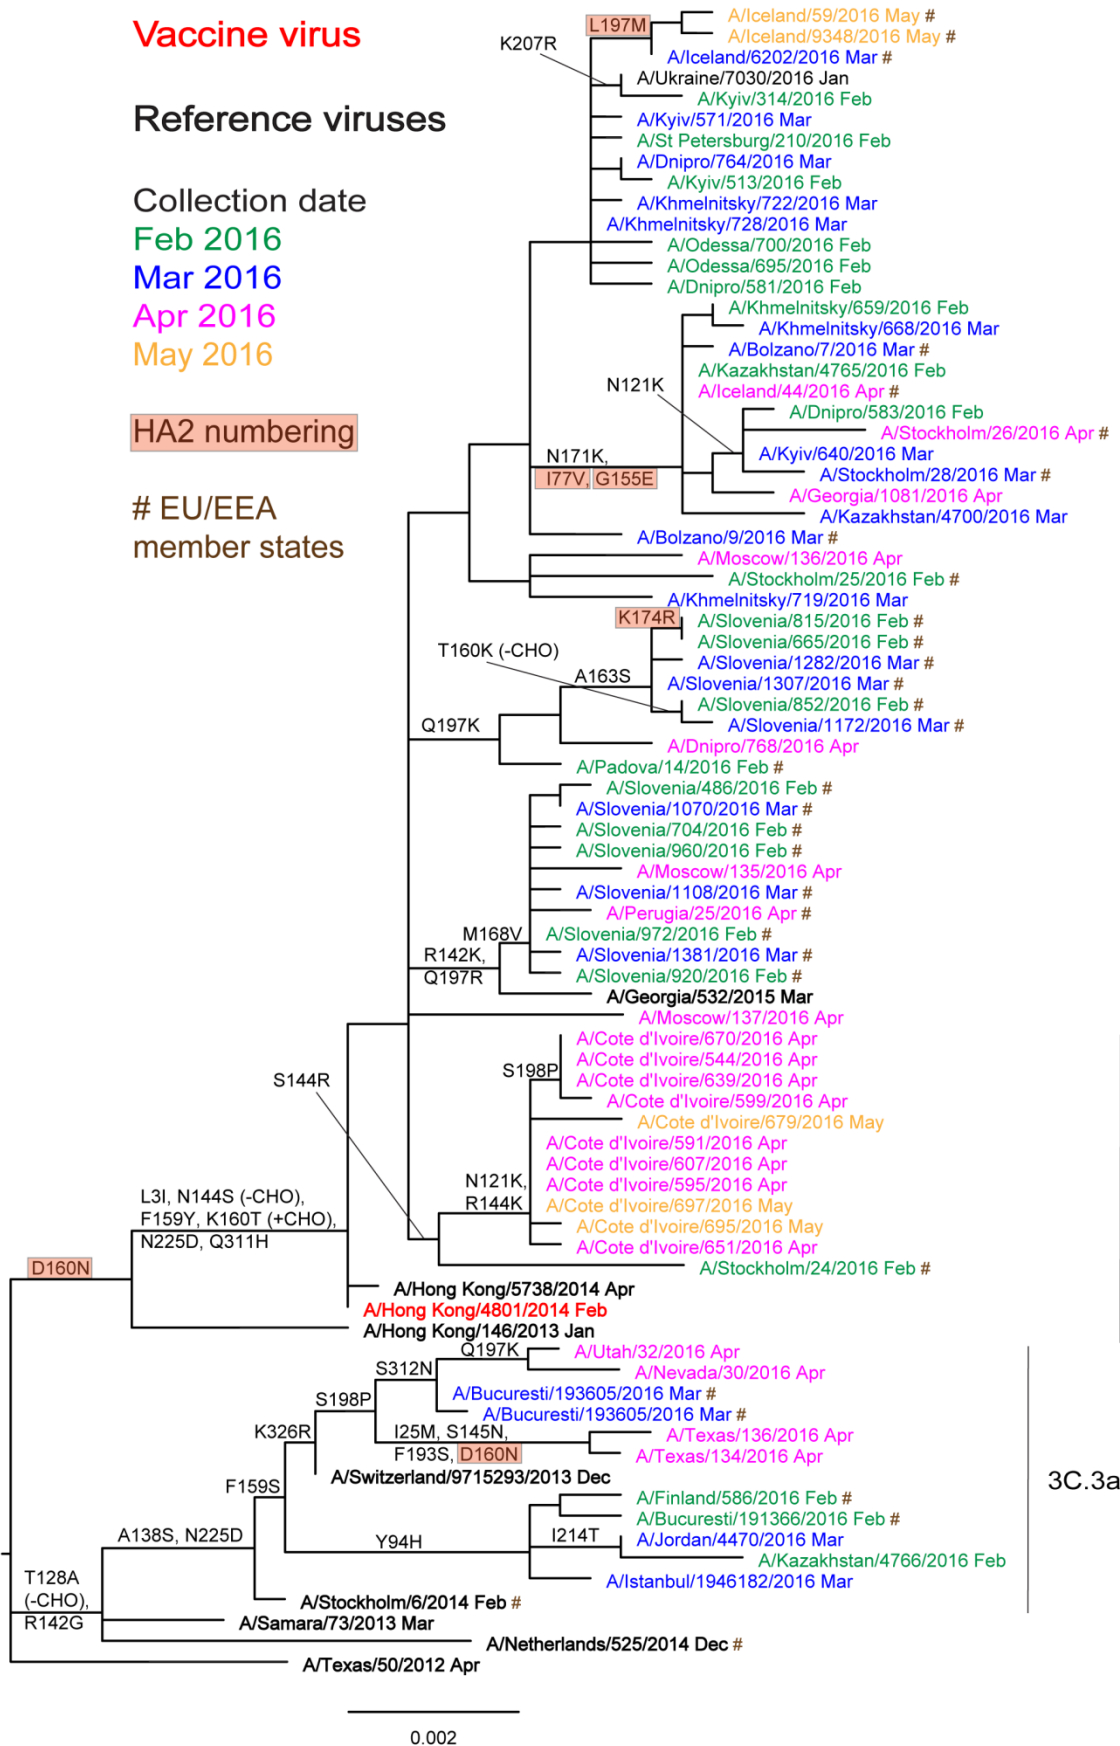 Vaccine virus
Reference viruses
Collection date
Feb 2016
Mar 2016
Apr 2016
May 2016
HA2 numbering
# EU/EEA
member states
L197M
K207R
A/Iceland/59/2016 May #
A/Iceland/9348/2016 May #
A/Iceland/6202/2016 Mar #
A/Ukraine/7030/2016 Jan
A/Kyiv/314/2016 Feb
A/Kyiv/571/2016 Mar
A/St Petersburg/210/2016 Feb
A/Dnipro/764/2016 Mar
A/Kyiv/513/2016 Feb
A/Khmelnitsky/722/2016 Mar
A/Khmelnitsky/728/2016 Mar
A/Odessa/700/2016 Feb
A/Odessa/695/2016 Feb
A/Dnipro/581/2016 Feb
A/Khmelnitsky/659/2016 Feb
A/Khmelnitsky/668/2016 Mar
A/Bolzano/7/2016 Mar #
A/Kazakhstan/4765/2016 Feb
N121K
A/Iceland/44/2016 Apr #
A/Dnipro/583/2016 Feb
A/Stockholm/26/2016 Apr #
A/Kyiv/640/2016 Mar
N171K,
I77V, G155E
A/Stockholm/28/2016 Mar #
A/Georgia/1081/2016 Apr
A/Kazakhstan/4700/2016 Mar
A/Bolzano/9/2016 Mar #
A/Moscow/136/2016 Apr
A/Stockholm/25/2016 Feb #
A/Khmelnitsky/719/2016 Mar
K174R
A/Slovenia/815/2016 Feb #
A/Slovenia/665/2016 Feb #
T160K (-CHO)
A/Slovenia/1282/2016 Mar #
A163S
A/Slovenia/1307/2016 Mar #
A/Slovenia/852/2016 Feb #
A/Slovenia/1172/2016 Mar #
Q197K
A/Dnipro/768/2016 Apr
A/Padova/14/2016 Feb #
A/Slovenia/486/2016 Feb #
A/Slovenia/1070/2016 Mar #
A/Slovenia/704/2016 Feb #
A/Slovenia/960/2016 Feb #
A/Moscow/135/2016 Apr
A/Slovenia/1108/2016 Mar #
A/Perugia/25/2016 Apr #
M168V
A/Slovenia/972/2016 Feb #
R142K,
Q197R
A/Slovenia/1381/2016 Mar #
A/Slovenia/920/2016 Feb #
A/Georgia/532/2015 Mar
A/Moscow/137/2016 Apr
A/Cote d'Ivoire/670/2016 Apr
A/Cote d'Ivoire/544/2016 Apr
S198P
A/Cote d'Ivoire/639/2016 Apr
S144R
A/Cote d'Ivoire/599/2016 Apr
A/Cote d'Ivoire/679/2016 May
A/Cote d'Ivoire/591/2016 Apr
A/Cote d'Ivoire/607/2016 Apr
N121K,
R144K
A/Cote d'Ivoire/595/2016 Apr
A/Cote d'Ivoire/697/2016 May
A/Cote d'Ivoire/695/2016 May
A/Cote d'Ivoire/651/2016 Apr
L3I, N144S (-CHO),
F159Y, K160T (+CHO),
N225D, Q311H
D160N
A/Stockholm/24/2016 Feb #
A/Hong Kong/5738/2014 Apr
A/Hong Kong/4801/2014 Feb
A/Hong Kong/146/2013 Jan
Q197K
A/Utah/32/2016 Apr
S312N
A/Nevada/30/2016 Apr
A/Bucuresti/193605/2016 Mar #
S198P
A/Bucuresti/193605/2016 Mar #
K326R
I25M, S145N,
F193S, D160N
A/Texas/136/2016 Apr
A/Texas/134/2016 Apr
A/Switzerland/9715293/2013 Dec
3C.3a
F159S
A/Finland/586/2016 Feb #
A/Bucuresti/191366/2016 Feb #
A138S, N225D
Y94H
I214T
A/Jordan/4470/2016 Mar
A/Kazakhstan/4766/2016 Feb
A/Istanbul/1946182/2016 Mar
T128A
(-CHO),
R142G
A/Stockholm/6/2014 Feb #
A/Samara/73/2013 Mar
A/Netherlands/525/2014 Dec #
A/Texas/50/2012 Apr
0.002